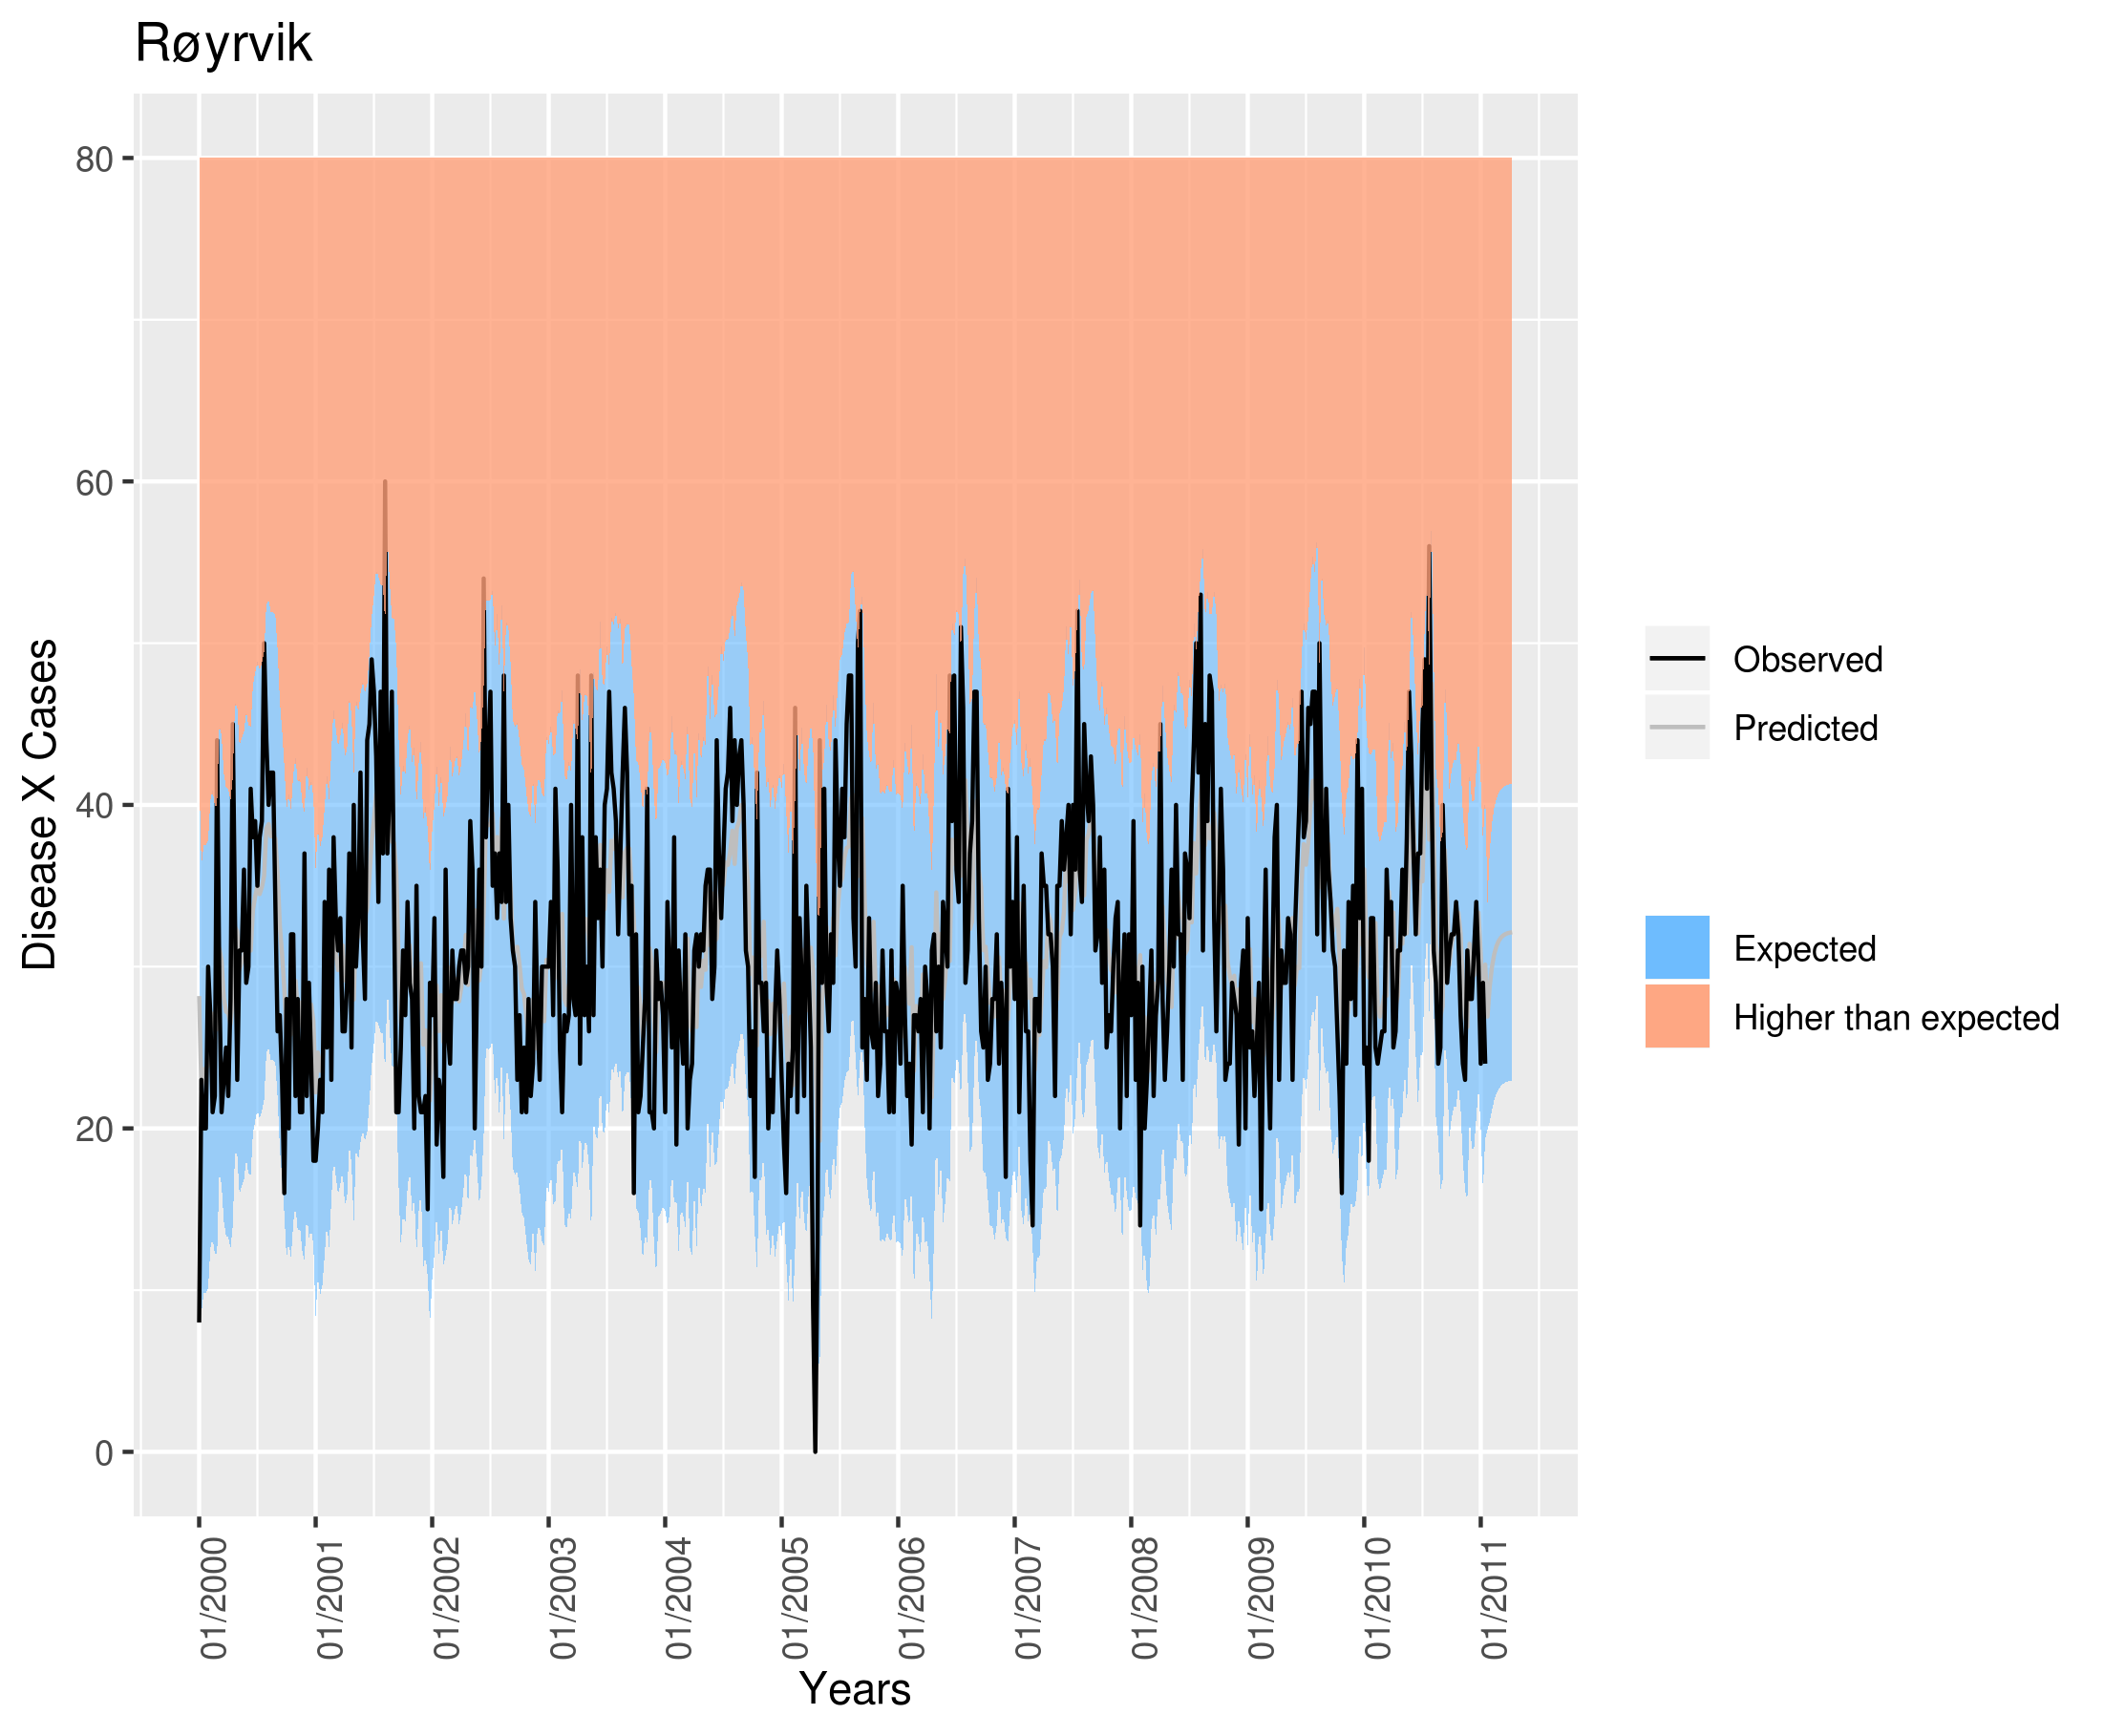 Røyrvik
80
60
40
20
0
Disease X Cases
01/2000
01/2001
01/2002
01/2003
01/2004
01/2005
01/2006
01/2007
01/2008
01/2009
01/2010
01/2011
Years
Observed
Predicted
Expected
Higher than expected